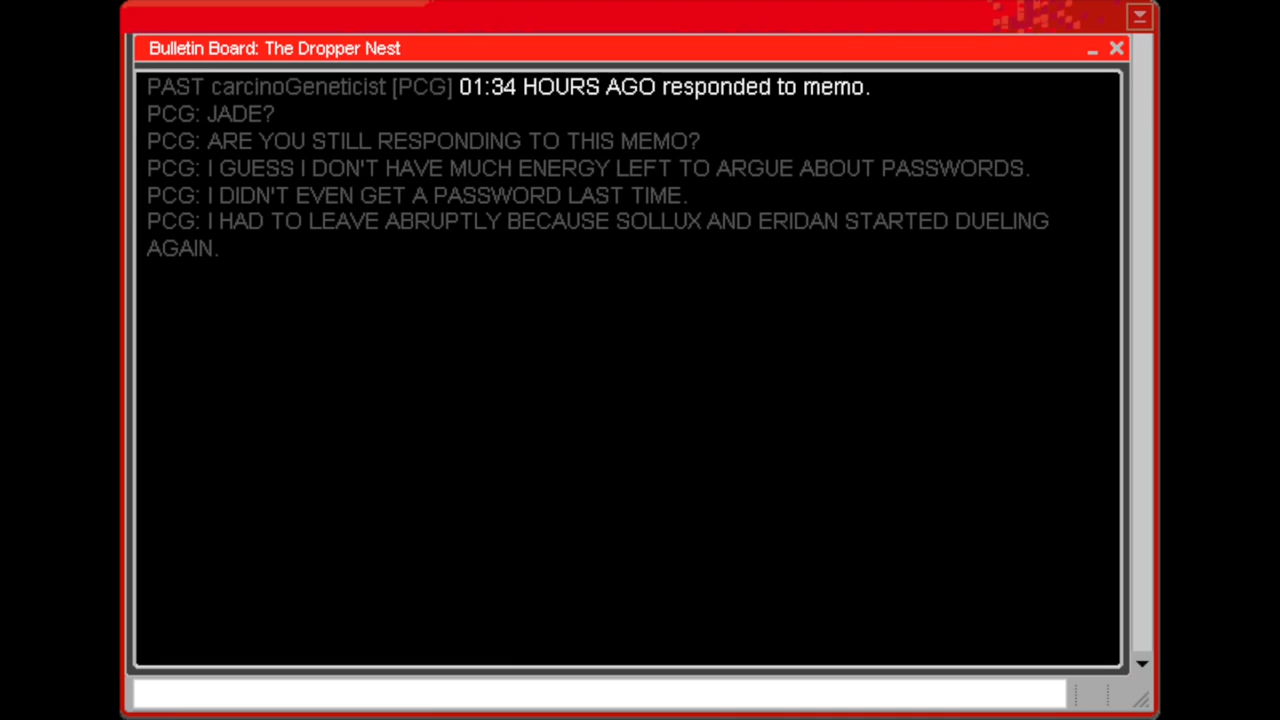 Bulletin Board: The Dropper Nest
PAST carcinoGeneticist [PCG] 01:34 HOURS AGO responded to memo.
PCG: JADE?
PCG: ARE YOU STILL RESPONDING TO THIS MEMO?
PCG: I GUESS I DON'T HAVE MUCH ENERGY LEFT TO ARGUE ABOUT PASSWORDS.
PCG: I DIDN'T EVEN GET A PASSWORD LAST TIME.
PCG: I HAD TO LEAVE ABRUPTLY BECAUSE SOLLUX AND ERIDAN STARTED DUELING
AGAIN.